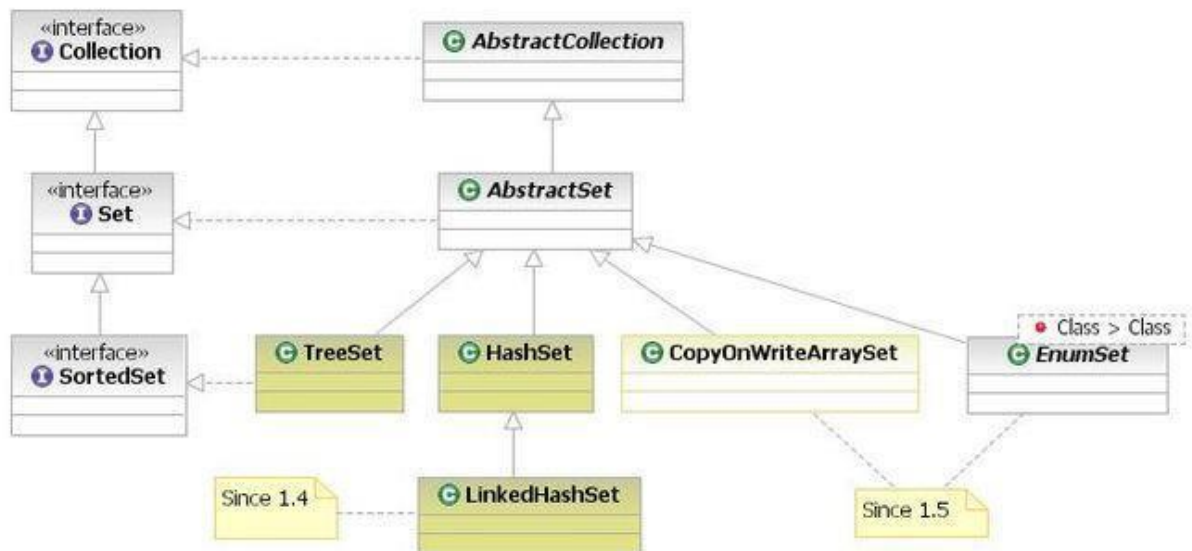 «interface»
Collection
AbstractCollection
«interface»
Set
AbstractSet
Class > Class
«interface»
SortedSet
TreeSet
HashSet
CopyOnWriteArraySet
EnumSet
Since 1.4
LinkedHashSet
Since 1.5